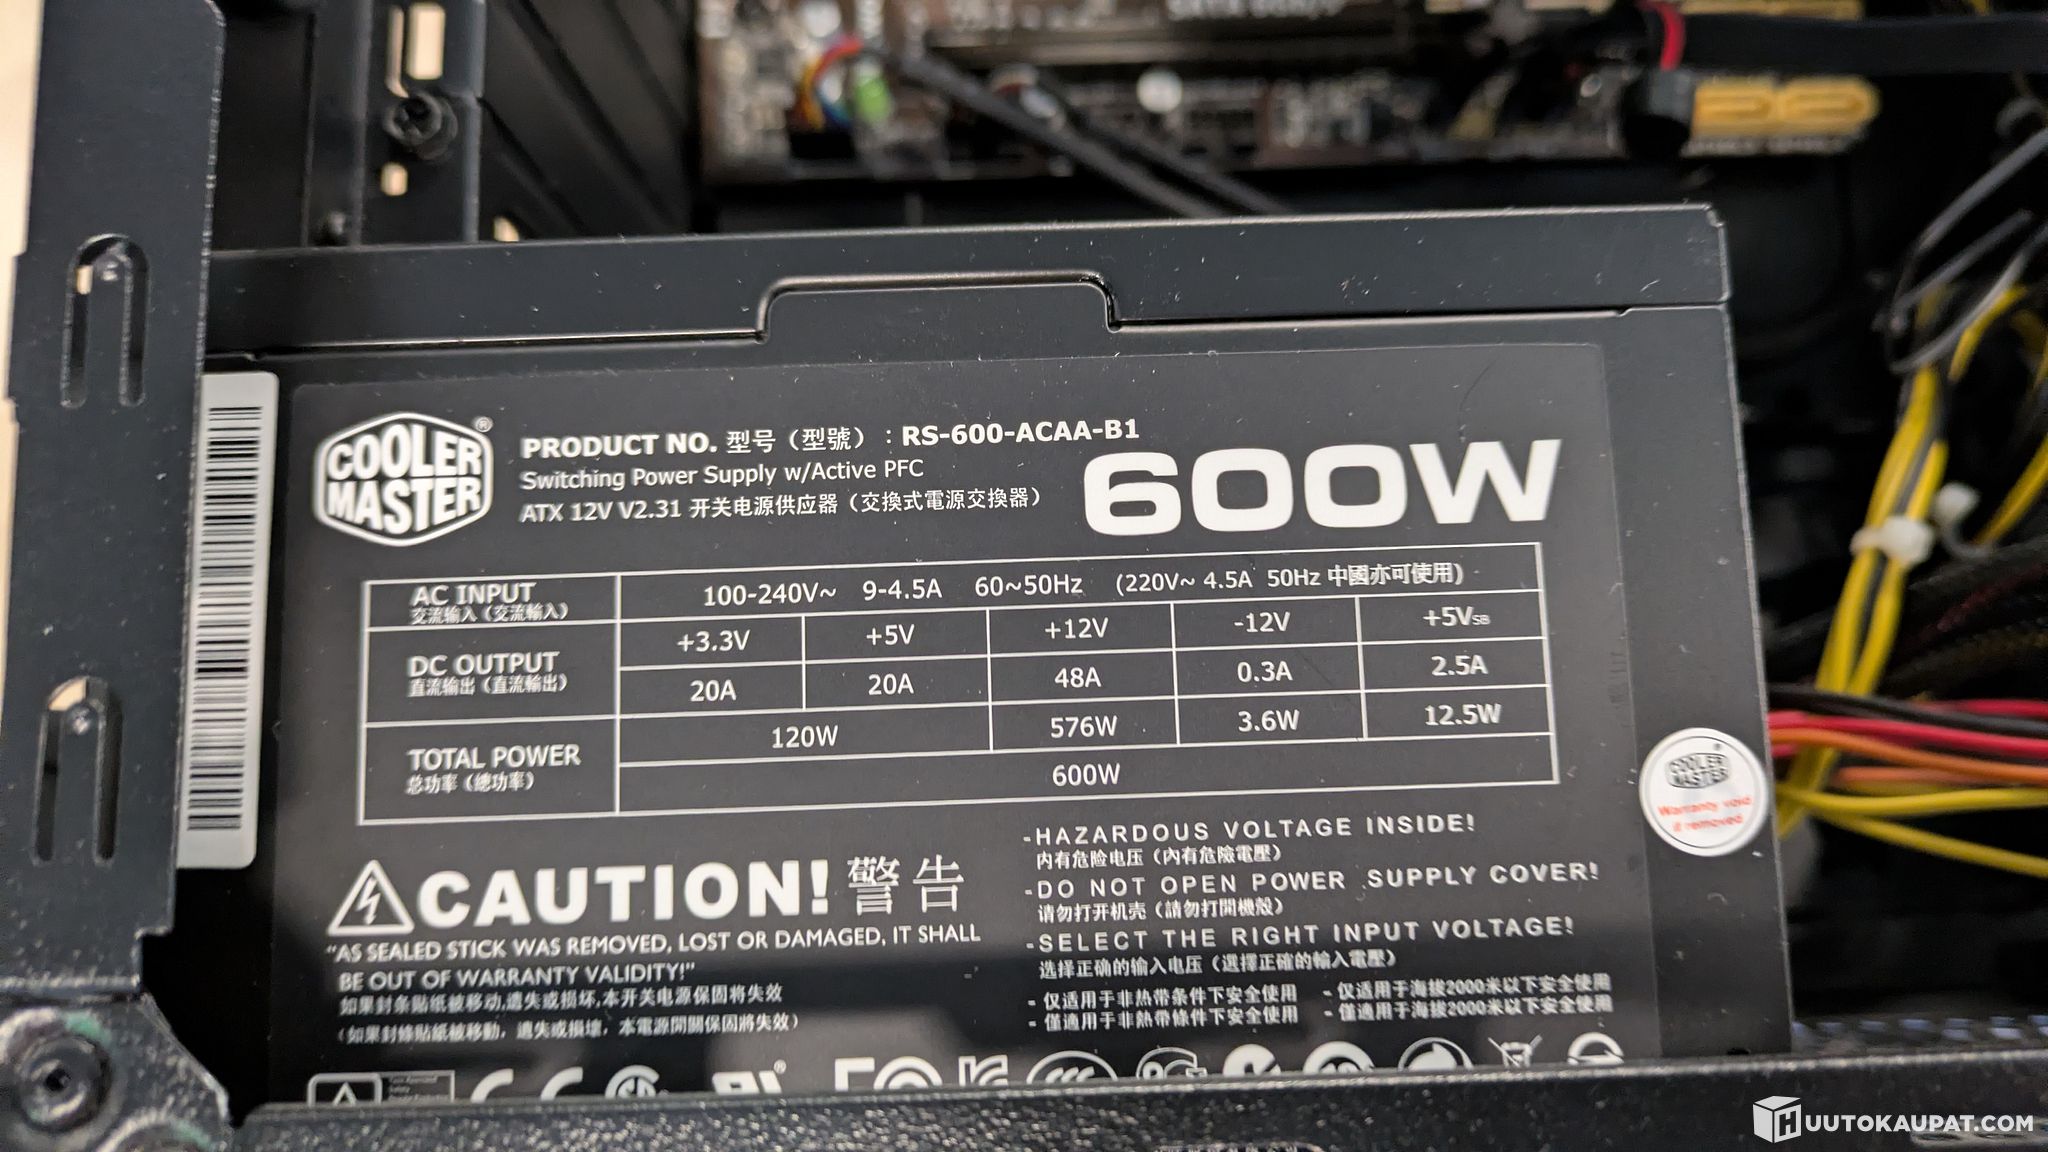 COOLER MASTER ®
PRODUCT NO. 型号（型號）: RS-600-ACAA-B1
Switching Power Supply w/Active PFC
ATX 12V V2.31 开关电源供应器（交換式電源交換器）
600W
AC INPUT 100-240V~ 9-4.5A 60~50Hz (220V~ 4.5A 50Hz 中國亦可使用)
交流输入（交流輸入）
+3.3V +5V +12V -12V +5VSB
DC OUTPUT
直流输出（直流輸出）
20A 20A 48A 0.3A 2.5A
120W 576W 3.6W 12.5W
TOTAL POWER
总功率（總功率）
600W
CAUTION! 警告
"AS SEALED STICK WAS REMOVED, LOST OR DAMAGED, IT SHALL
BE OUT OF WARRANTY VALIDITY!"
如果封条贴纸被移动,遗失或损坏,本开关电源保固将失效
（如果封條貼紙被移動，遺失或損壞，本電源開關保固將失效）
-HAZARDOUS VOLTAGE INSIDE!
内有危险电压（內有危險電壓）
-DO NOT OPEN POWER SUPPLY COVER!
请勿打开机壳（請勿打開機殼）
-SELECT THE RIGHT INPUT VOLTAGE!
选择正确的输入电压（選擇正確的輸入電壓）
- 仅适用于非热带条件下安全使用 - 仅适用于海拔2000米以下安全使用
- 僅適用于非熱帶條件下安全使用 - 僅適用于海拔2000米以下安全使用
COOLER MASTER
Warranty void
if removed
HUUTOKAUPAT.COM